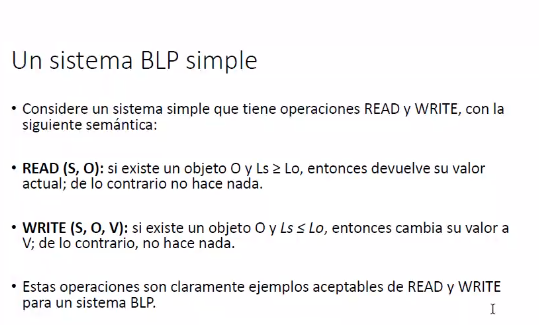 Un sistema BLP simple
• Considere un sistema simple que tiene operaciones READ y WRITE, con la
siguiente semántica:
• READ (S, O): si existe un objeto O y Ls ≥ Lo, entonces devuelve su valor
actual; de lo contrario no hace nada.
• WRITE (S, O, V): si existe un objeto O y Ls ≤ Lo, entonces cambia su valor a
V; de lo contrario, no hace nada.
• Estas operaciones son claramente ejemplos aceptables de READ y WRITE
para un sistema BLP.